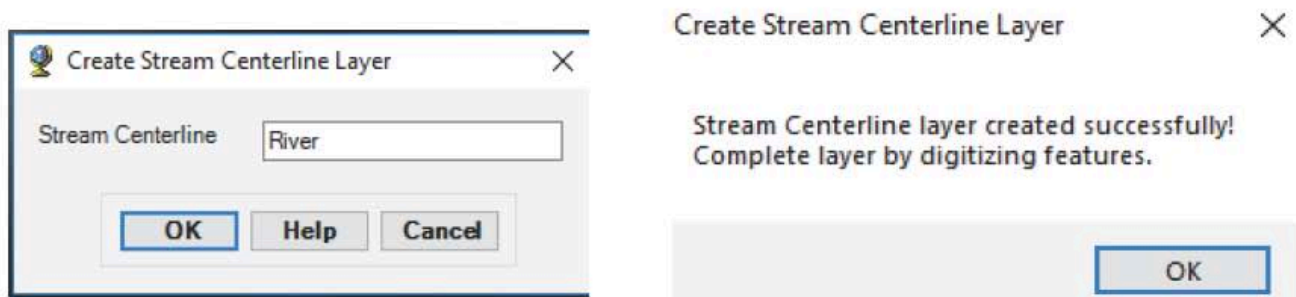 Create Stream Centerline Layer
Stream Centerline River
OK Help Cancel
Create Stream Centerline Layer
Stream Centerline layer created successfully!
Complete layer by digitizing features.
OK